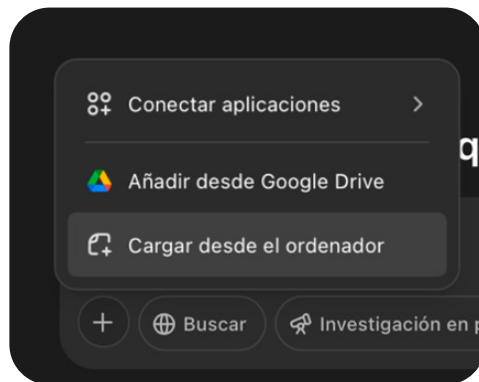 Conectar aplicaciones
Añadir desde Google Drive
Cargar desde el ordenador
Buscar
Investigación en